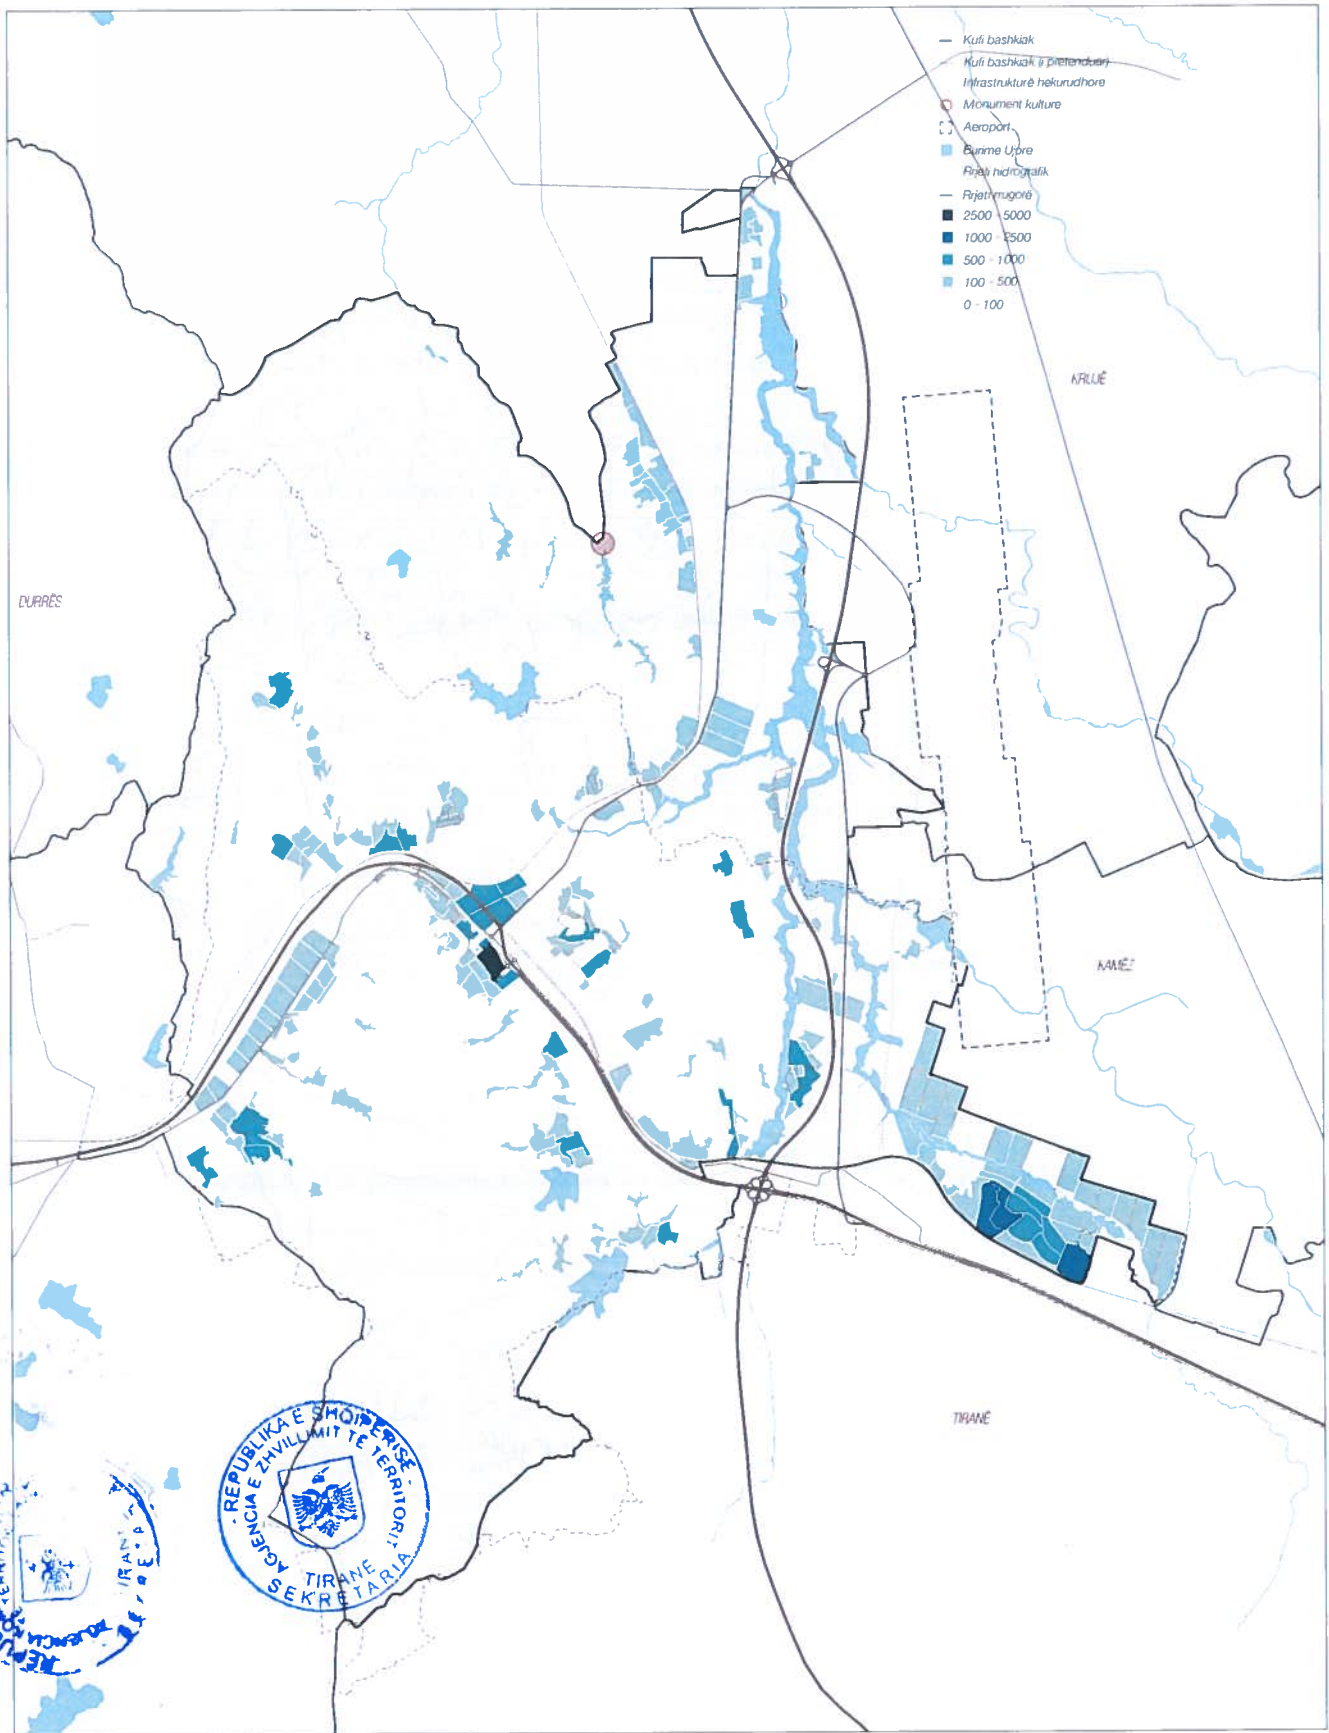 Kufi bashkiak
Kufi bashkiak (i pretenduar)
Infrastrukturë hekurudhore
Monument kulture
Aeroport
Burime Ujore
Rrjeti hidrografik
Rrjeti rrugorë
2500 - 5000
1000 - 2500
500 - 1000
100 - 500
0 - 100
KRUJË
DURRËS
KAMËZ
TIRANË
- REPUBLIKA E SHQIPERISË -
AGJENCIA E ZHVILLIMIT TË TERRITORIT
TIRANË
SEKRETARIA